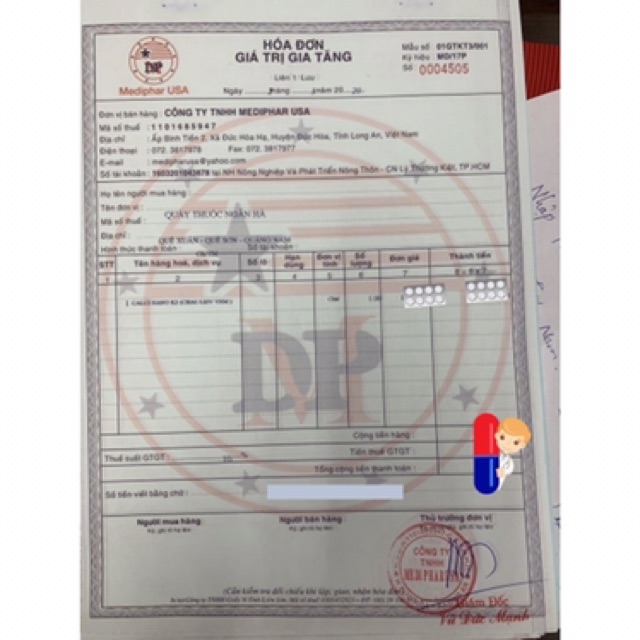 HÓA ĐƠN
GIÁ TRỊ GIA TĂNG
Liên 1: Lưu
Ngày tháng năm 20
Mẫu số 01GTKT3/001
Ký hiệu MD/17P
Số 0004505
DP
Mediphar USA
Đơn vị bán hàng: CÔNG TY TNHH MEDIPHAR USA
Mã số thuế : 1101685947
Địa chỉ : Ấp Bình Tiền 2, Xã Đức Hòa Hạ, Huyện Đức Hòa, Tỉnh Long An, Việt Nam
Điện thoại : 072. 3817978 Fax: 072. 3817977
E-mail : medipharusa@yahoo.com
Số tài khoản : tại NH Nông Nghiệp Và Phát Triển Nông Thôn - CN Lý Thường Kiệt, TP.HCM
Họ tên người mua hàng :
Tên đơn vị : QUẦY THUỐC NGÂN HÀ
Mã số thuế :
Địa chỉ : QUẾ XUÂN - QUẾ SƠN - QUẢNG NAM
Hình thức thanh toán : Số tài khoản:
STT Tên hàng hoá, dịch vụ Số lô Hạn dùng Đơn vị tính Số lượng Đơn giá Thành tiền
1 2 3 4 5 6 7
Chai
Cộng tiền hàng :
Thuế suất GTGT : % Tiền thuế GTGT :
Tổng cộng tiền thanh toán :
Số tiền viết bằng chữ :
Người mua hàng Người bán hàng Thủ trưởng đơn vị
Ký, ghi rõ họ tên Ký, ghi rõ họ tên
CÔNG TY
TNHH
MEDIPHAR USA
(Cần kiểm tra đối chiếu khi lập, giao, nhận hóa đơn)
Giám Đốc
Vũ Đức Mạnh
Nhập
Nam